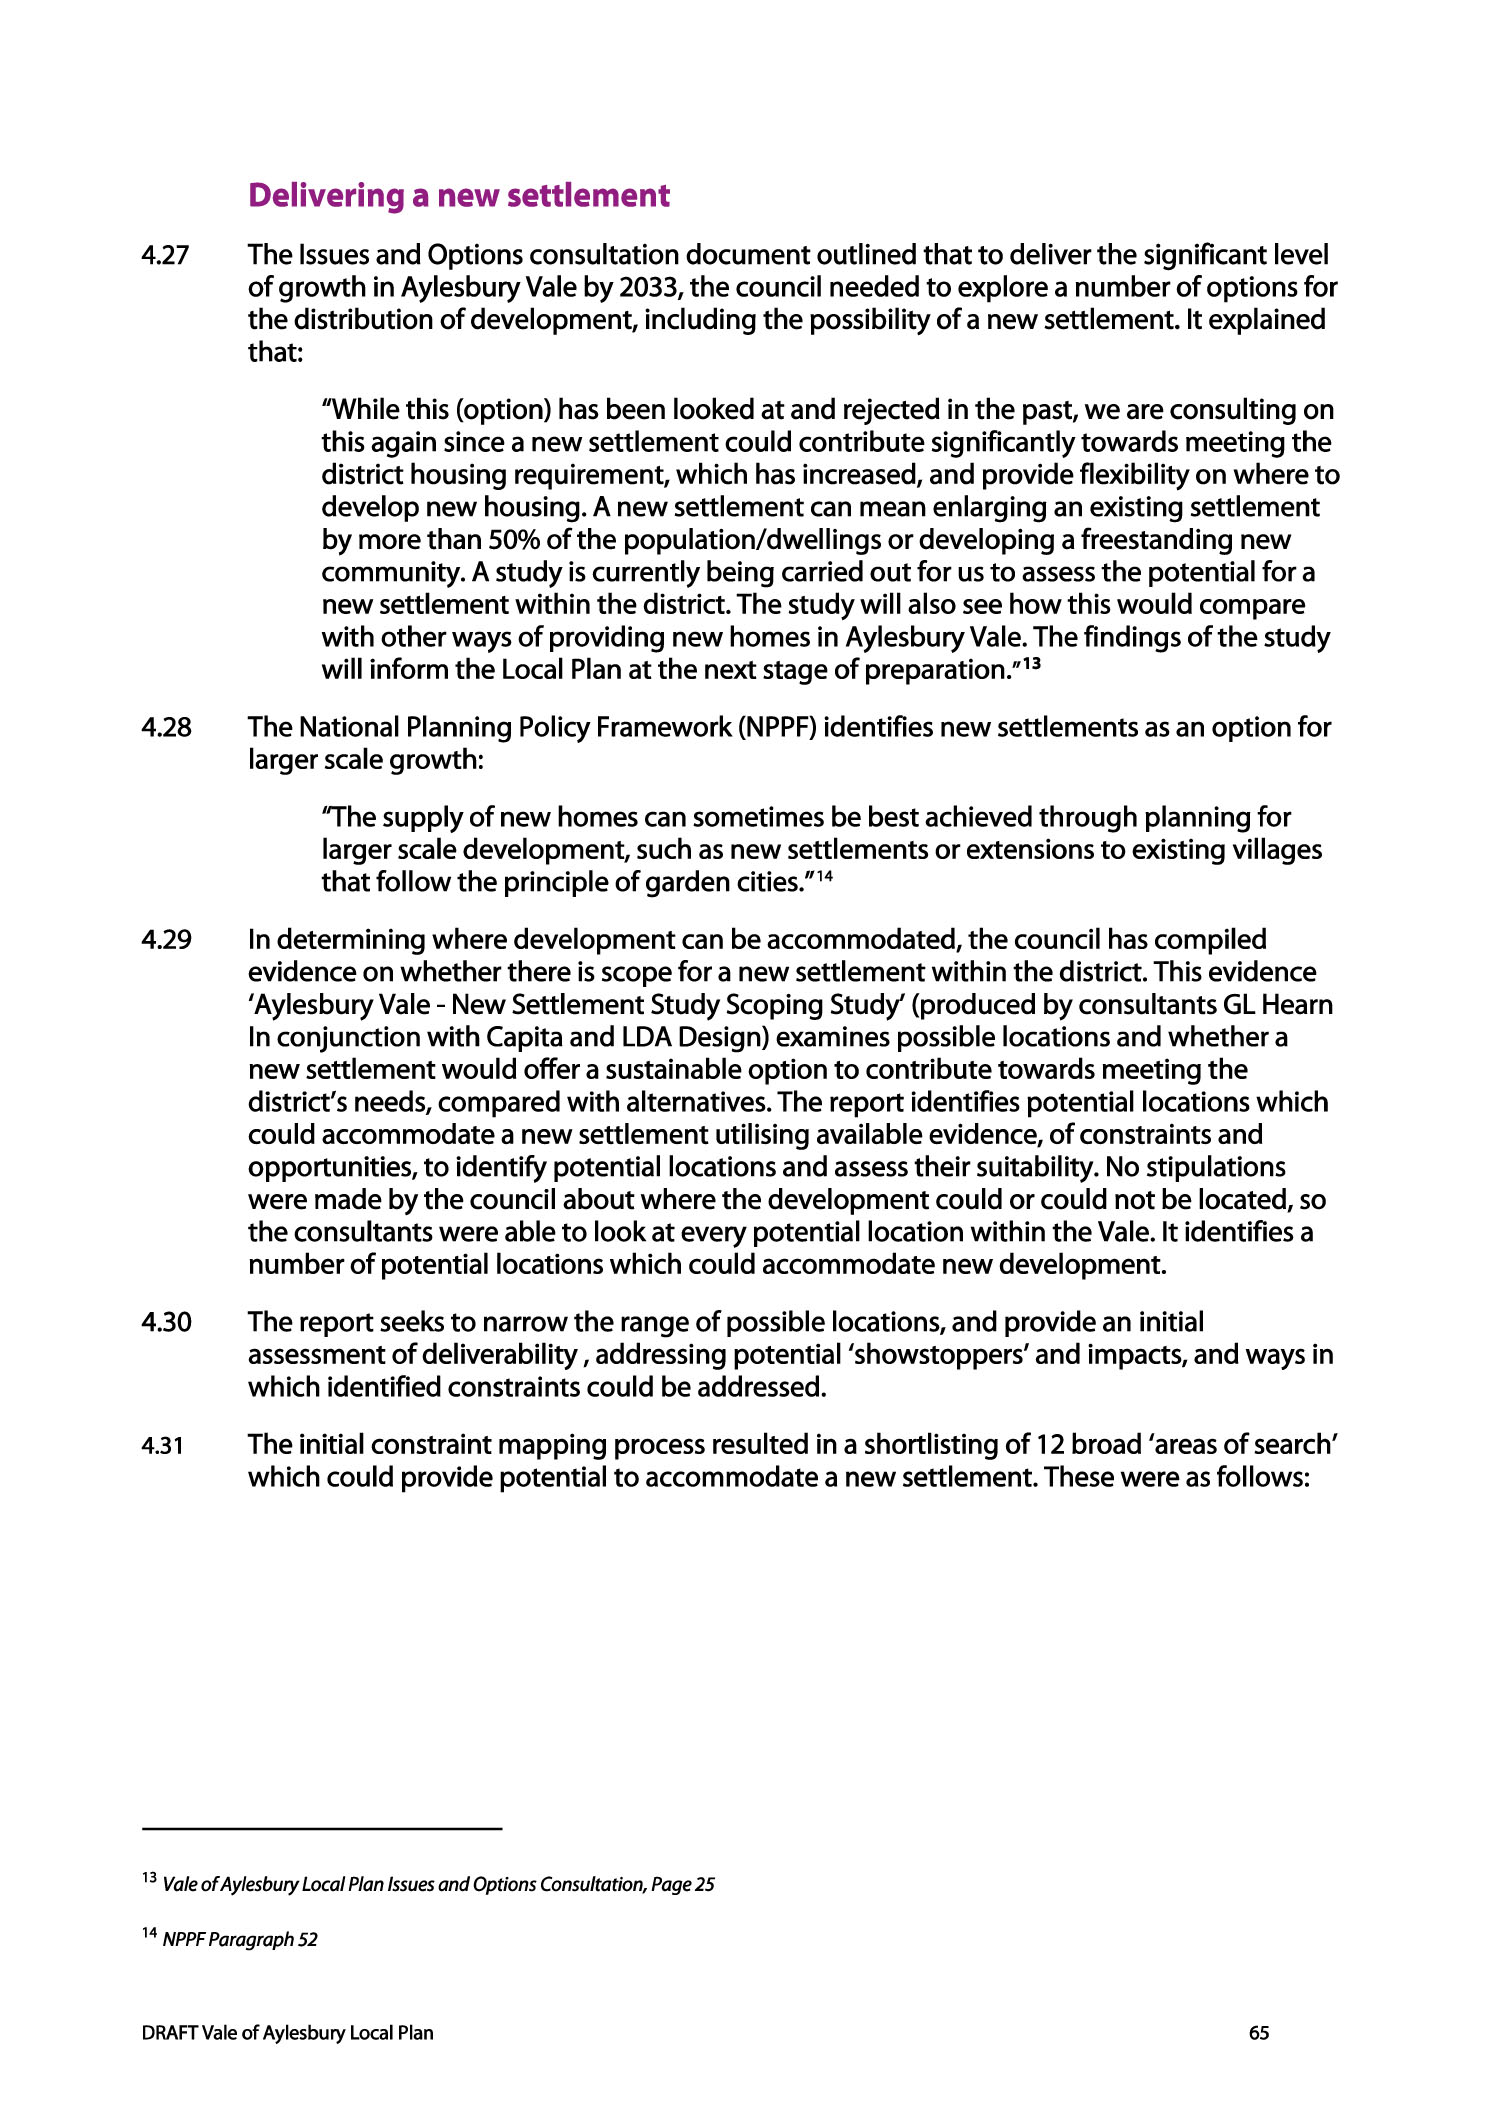 Delivering a new settlement
4.27 The Issues and Options consultation document outlined that to deliver the significant level
of growth in Aylesbury Vale by 2033, the council needed to explore a number of options for
the distribution of development, including the possibility of a new settlement. It explained
that:
“While this (option) has been looked at and rejected in the past, we are consulting on
this again since a new settlement could contribute significantly towards meeting the
district housing requirement, which has increased, and provide flexibility on where to
develop new housing. A new settlement can mean enlarging an existing settlement
by more than 50% of the population/dwellings or developing a freestanding new
community. A study is currently being carried out for us to assess the potential for a
new settlement within the district. The study will also see how this would compare
with other ways of providing new homes in Aylesbury Vale. The findings of the study
will inform the Local Plan at the next stage of preparation.”13
4.28 The National Planning Policy Framework (NPPF) identifies new settlements as an option for
larger scale growth:
“The supply of new homes can sometimes be best achieved through planning for
larger scale development, such as new settlements or extensions to existing villages
that follow the principle of garden cities.”14
4.29 In determining where development can be accommodated, the council has compiled
evidence on whether there is scope for a new settlement within the district. This evidence
‘Aylesbury Vale - New Settlement Study Scoping Study’ (produced by consultants GL Hearn
In conjunction with Capita and LDA Design) examines possible locations and whether a
new settlement would offer a sustainable option to contribute towards meeting the
district’s needs, compared with alternatives. The report identifies potential locations which
could accommodate a new settlement utilising available evidence, of constraints and
opportunities, to identify potential locations and assess their suitability. No stipulations
were made by the council about where the development could or could not be located, so
the consultants were able to look at every potential location within the Vale. It identifies a
number of potential locations which could accommodate new development.
4.30 The report seeks to narrow the range of possible locations, and provide an initial
assessment of deliverability , addressing potential ‘showstoppers’ and impacts, and ways in
which identified constraints could be addressed.
4.31 The initial constraint mapping process resulted in a shortlisting of 12 broad ‘areas of search’
which could provide potential to accommodate a new settlement. These were as follows:
13 Vale of Aylesbury Local Plan Issues and Options Consultation, Page 25
14 NPPF Paragraph 52
DRAFT Vale of Aylesbury Local Plan 65